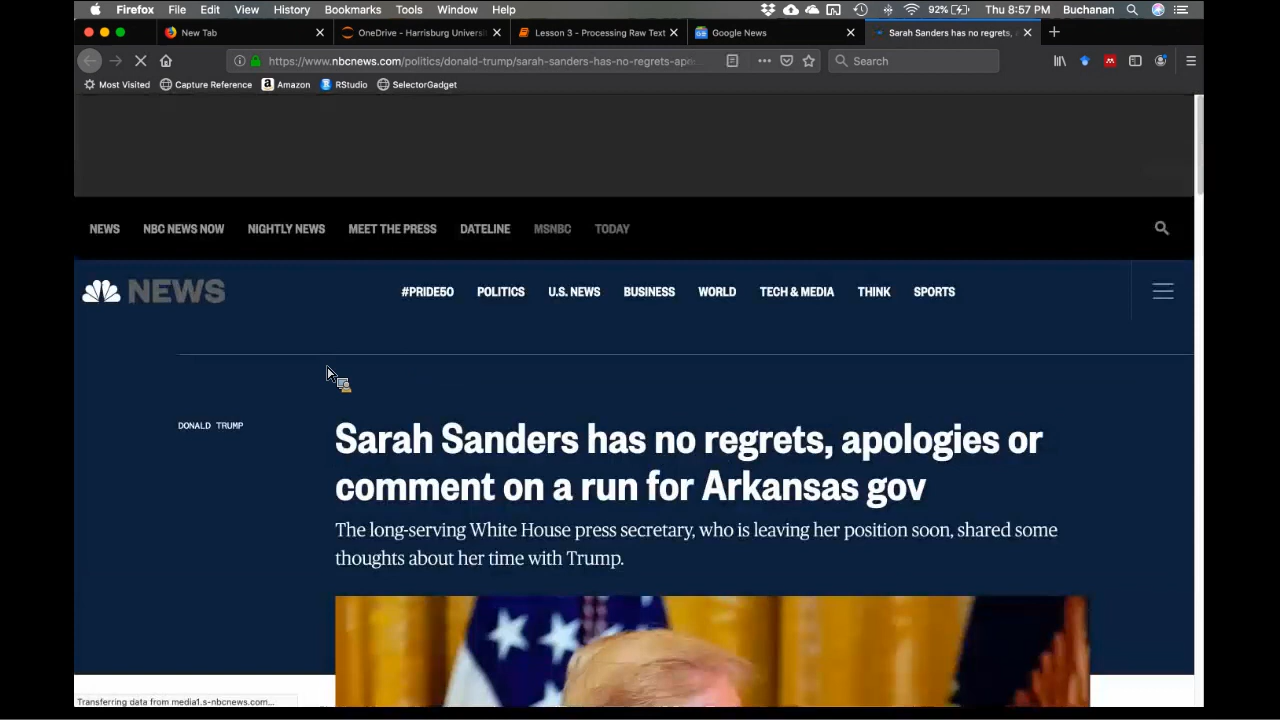 Firefox File Edit View History Bookmarks Tools Window Help 92% Thu 8:57 PM Buchanan
New Tab OneDrive - Harrisburg Universi Lesson 3 - Processing Raw Text Google News Sarah Sanders has no regrets,
https://www.nbcnews.com/politics/donald-trump/sarah-sanders-has-no-regrets-apo Search
Most Visited Capture Reference Amazon RStudio SelectorGadget
NEWS NBC NEWS NOW NIGHTLY NEWS MEET THE PRESS DATELINE MSNBC TODAY
NEWS #PRIDE50 POLITICS U.S. NEWS BUSINESS WORLD TECH & MEDIA THINK SPORTS
DONALD TRUMP
Sarah Sanders has no regrets, apologies or
comment on a run for Arkansas gov
The long-serving White House press secretary, who is leaving her position soon, shared some
thoughts about her time with Trump.
Transferring data from media1.s-nbcnews.com...